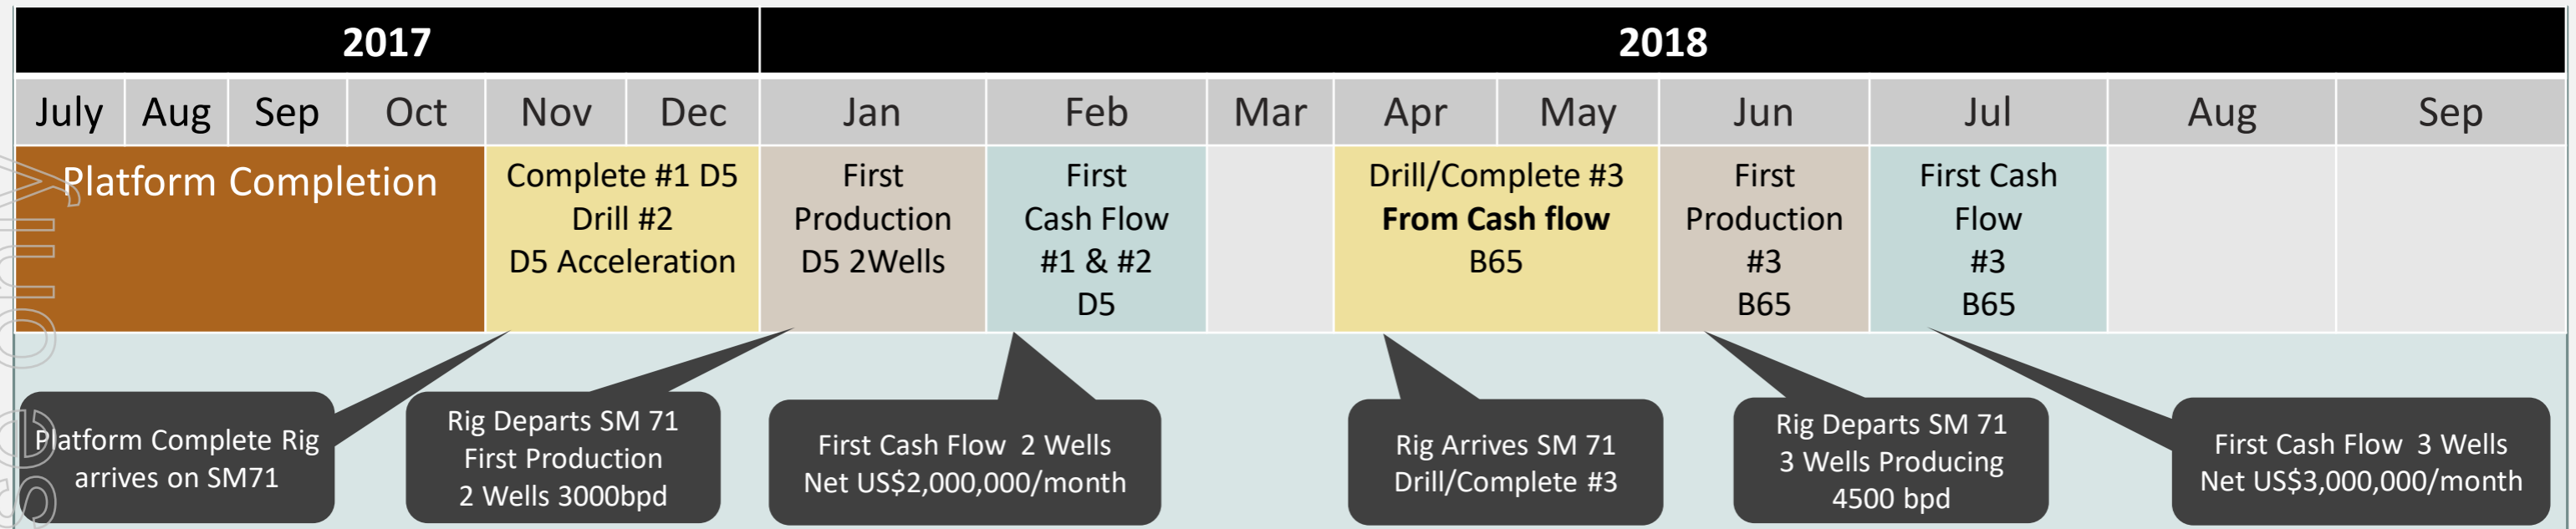 2017
2018
July Aug Sep Oct Nov Dec Jan Feb Mar Apr May Jun Jul Aug Sep
Platform Completion
Complete #1 D5
Drill #2
D5 Acceleration
First
Production
D5 2Wells
First
Cash Flow
#1 & #2
D5
Drill/Complete #3
From Cash flow
B65
First
Production
#3
B65
First Cash
Flow
#3
B65
Platform Complete Rig
arrives on SM71
Rig Departs SM 71
First Production
2 Wells 3000bpd
First Cash Flow 2 Wells
Net US$2,000,000/month
Rig Arrives SM 71
Drill/Complete #3
Rig Departs SM 71
3 Wells Producing
4500 bpd
First Cash Flow 3 Wells
Net US$3,000,000/month